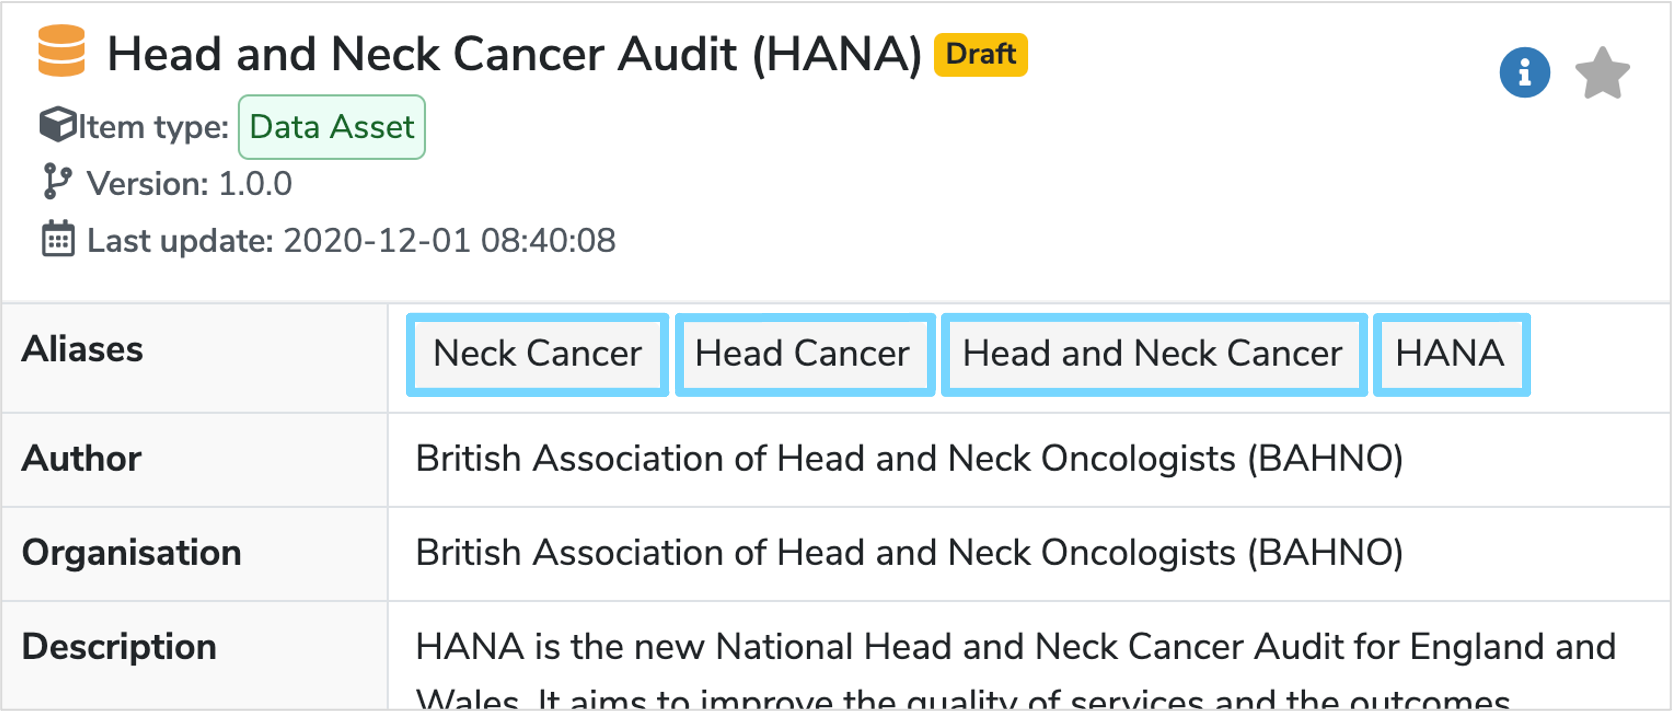 Head and Neck Cancer Audit (HANA) Draft
Item type: Data Asset
Version: 1.0.0
Last update: 2020-12-01 08:40:08
Aliases Neck Cancer Head Cancer Head and Neck Cancer HANA
Author British Association of Head and Neck Oncologists (BAHNO)
Organisation British Association of Head and Neck Oncologists (BAHNO)
Description HANA is the new National Head and Neck Cancer Audit for England and
Wales. It aims to improve the quality of services and the outcomes